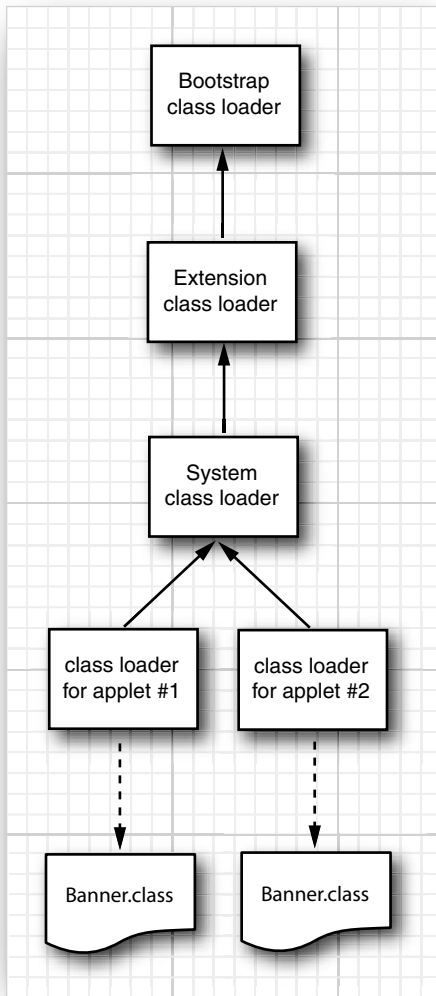 Bootstrap
class loader
Extension
class loader
System
class loader
class loader
for applet #1
class loader
for applet #2
Banner.class
Banner.class